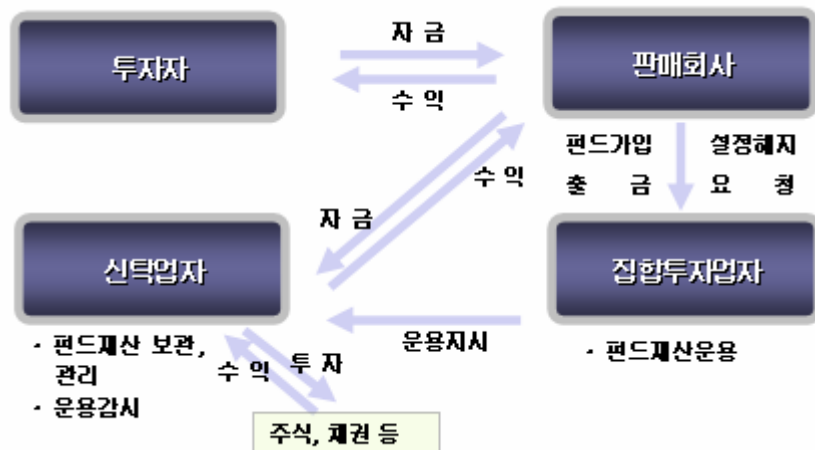 투자자
자 금
수 익
판매회사
펀드가입 설정해지
출 금 요 청
자 금
수 익
신탁업자
집합투자업자
운용지시
· 펀드재산 보관,
관리
· 운용감시
수 익
투 자
· 펀드재산운용
주식, 채권 등